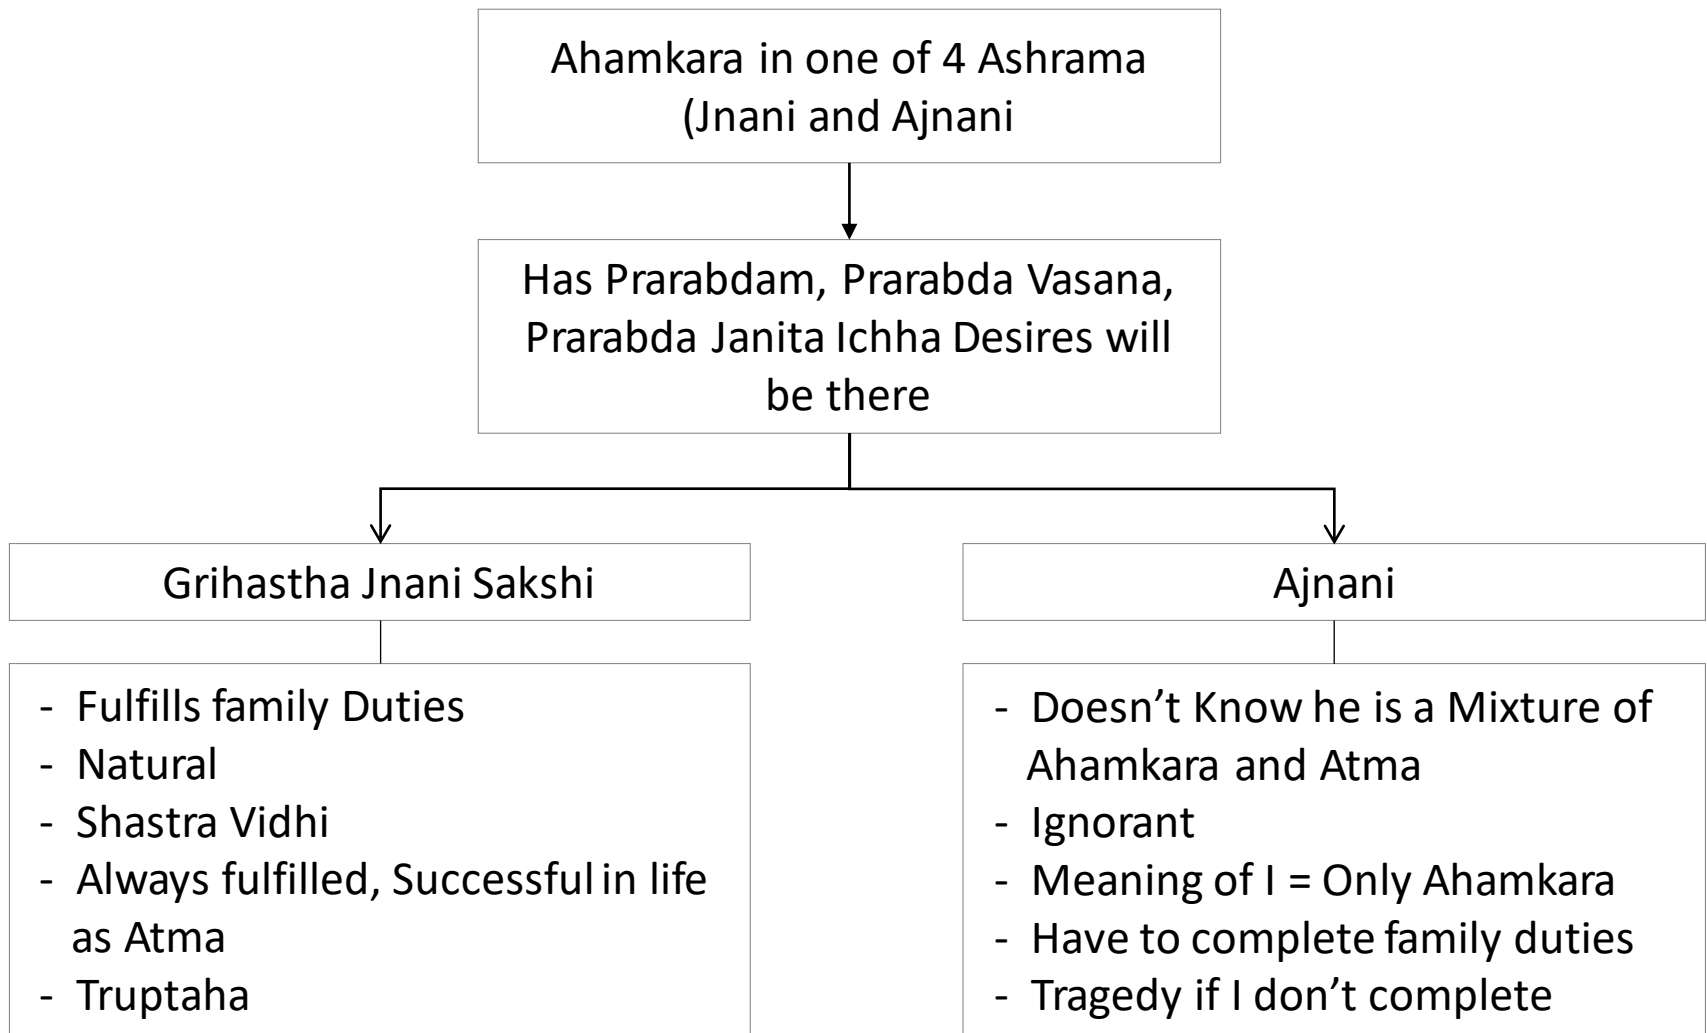 Ahamkara in one of 4 Ashrama
(Jnani and Ajnani
Has Prarabdam, Prarabda Vasana,
Prarabda Janita Ichha Desires will
be there
Grihastha Jnani Sakshi
- Fulfills family Duties
- Natural
- Shastra Vidhi
- Always fulfilled, Successful in life
as Atma
- Truptaha
Ajnani
- Doesn’t Know he is a Mixture of
Ahamkara and Atma
- Ignorant
- Meaning of I = Only Ahamkara
- Have to complete family duties
- Tragedy if I don’t complete